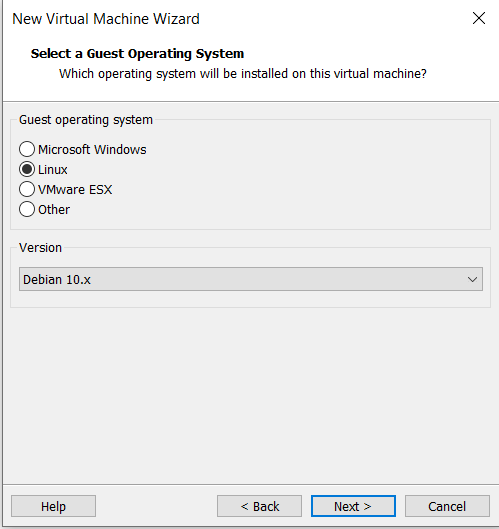 New Virtual Machine Wizard
Select a Guest Operating System
Which operating system will be installed on this virtual machine?
Guest operating system
Microsoft Windows
Linux
VMware ESX
Other
Version
Debian 10.x
Help
< Back
Next >
Cancel